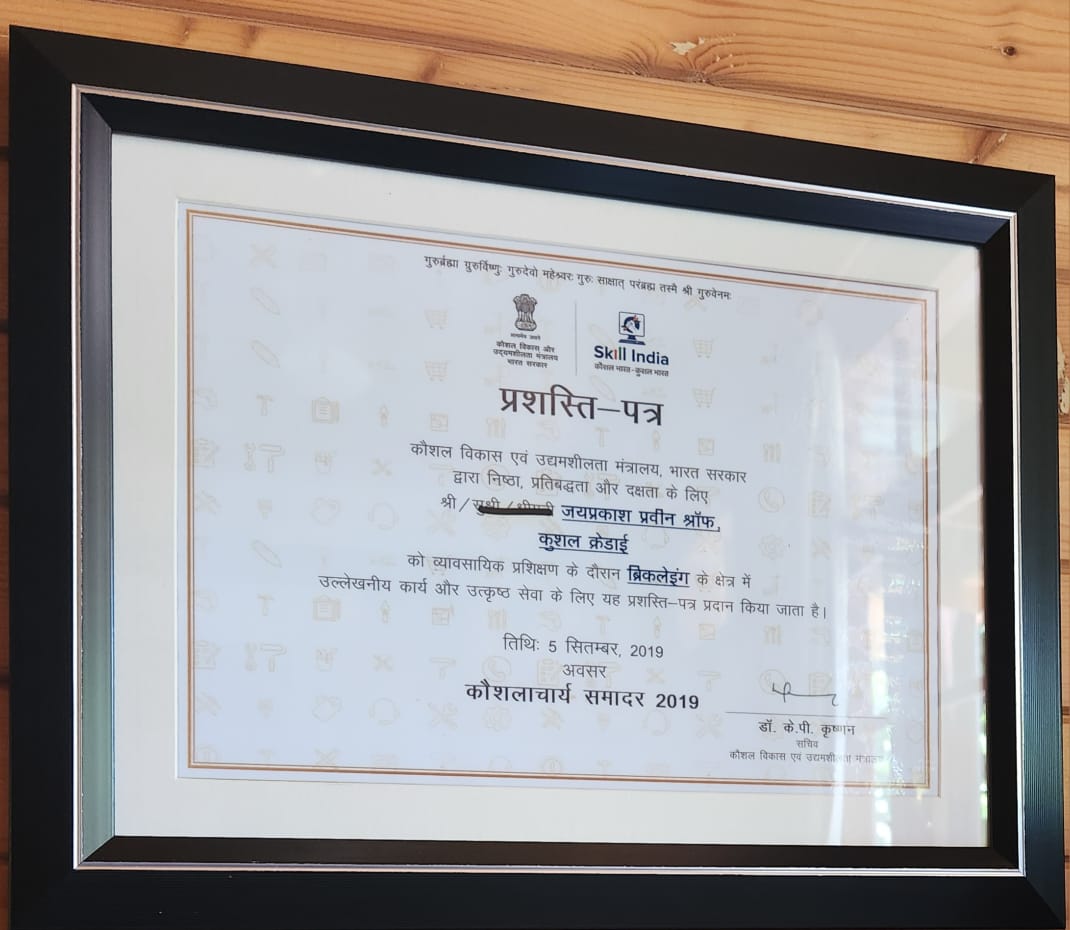 गुरुर्ब्रह्मा ग्रुरुर्विष्णुः गुरुदेवो महेश्वरः गुरुः साक्षात् परंब्रह्म तस्मै श्री गुरुवेनमः
सत्यमेव जयते
कौशल विकास और
उद्यमशीलता मंत्रालय
भारत सरकार
Skill India
कौशल भारत-कुशल भारत
प्रशस्ति-पत्र
कौशल विकास एवं उद्यमशीलता मंत्रालय, भारत सरकार
द्वारा निष्ठा, प्रतिबद्धता और दक्षता के लिए
श्री/सुश्री/श्रीमती जयप्रकाश प्रवीन श्रॉफ,
कुशल क्रेडाई
को व्यावसायिक प्रशिक्षण के दौरान ब्रिकलेइंग के क्षेत्र में
उल्लेखनीय कार्य और उत्कृष्ठ सेवा के लिए यह प्रशस्ति-पत्र प्रदान किया जाता है।
तिथिः 5 सितम्बर, 2019
अवसर
कौशलाचार्य समादर 2019
डॉ. के.पी. कृष्णन
सचिव
कौशल विकास एवं उद्यमशीलता मंत्रालय